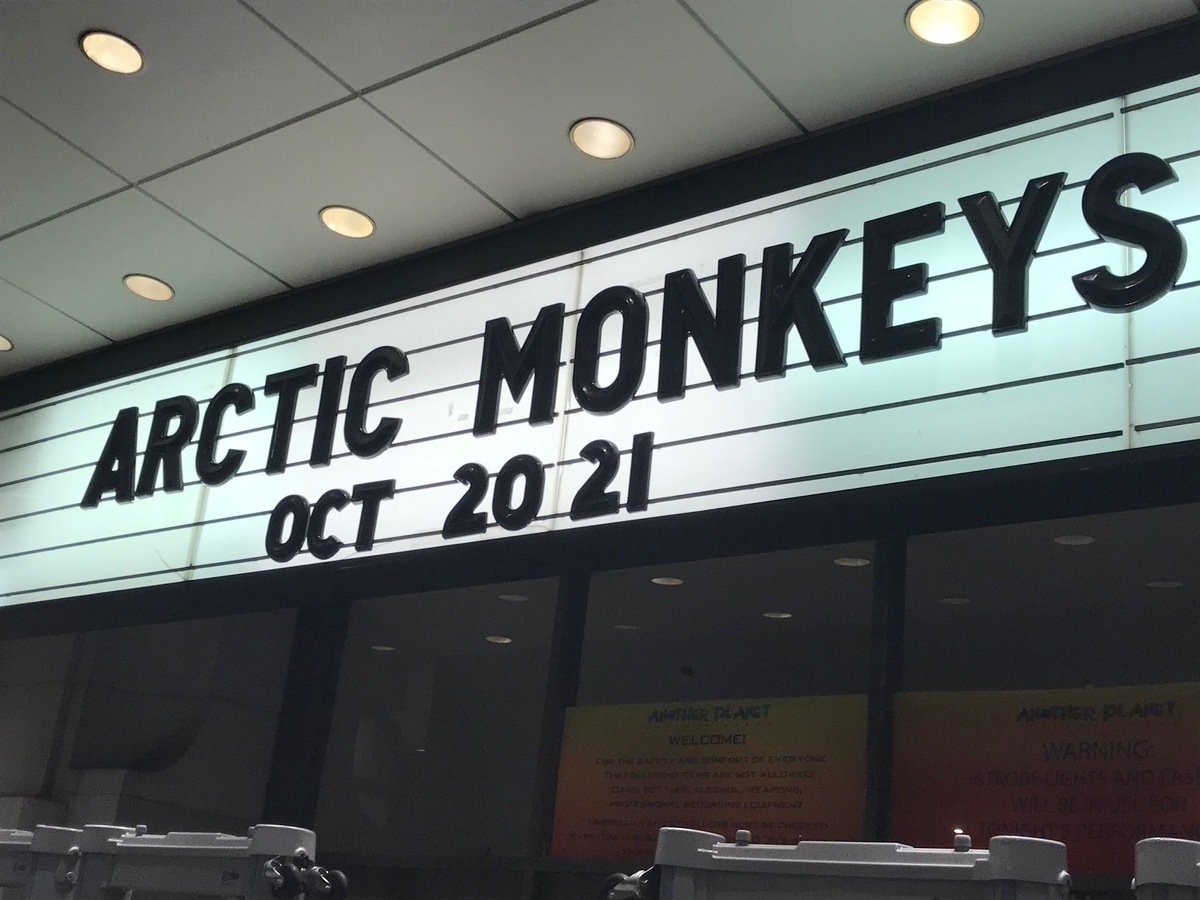 ARCTIC MONKEYS
OCT 20 21
ANOTHER PLANET
WELCOME!
FOR THE SAFETY AND COMFORT OF EVERYONE
THE FOLLOWING ITEMS ARE NOT ALLOWED:
CANS, BOTTLES, ALCOHOL, WEAPONS,
PROFESSIONAL RECORDING EQUIPMENT
ANOTHER PLANET
WARNING:
STROBE LIGHTS AND
WILL BE IN USE FOR
TONIGHT'S